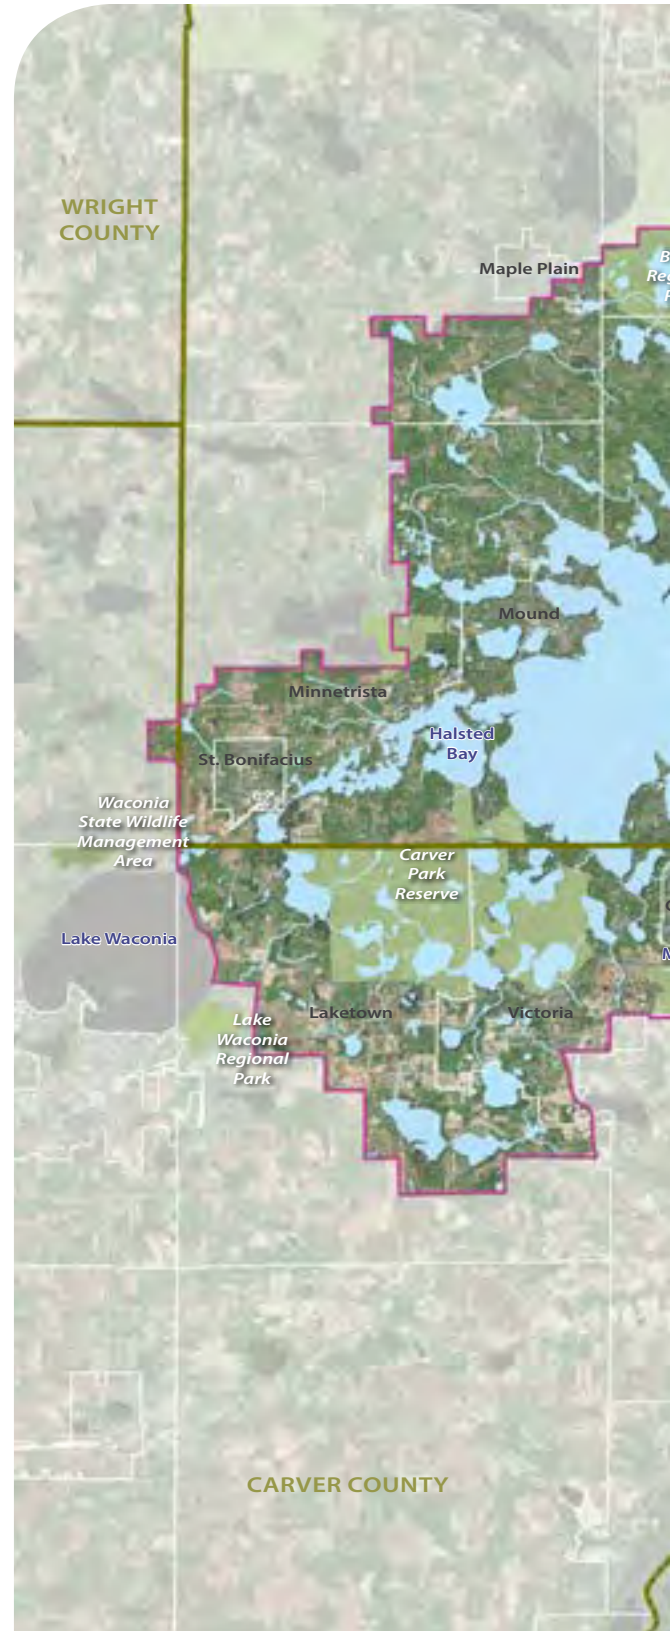 WRIGHT
COUNTY
Maple Plain
Mound
Minnetrista
Halsted
Bay
St. Bonifacius
Waconia
State Wildlife
Management
Area
Carver
Park
Reserve
Lake Waconia
Laketown
Victoria
Lake
Waconia
Regional
Park
CARVER COUNTY